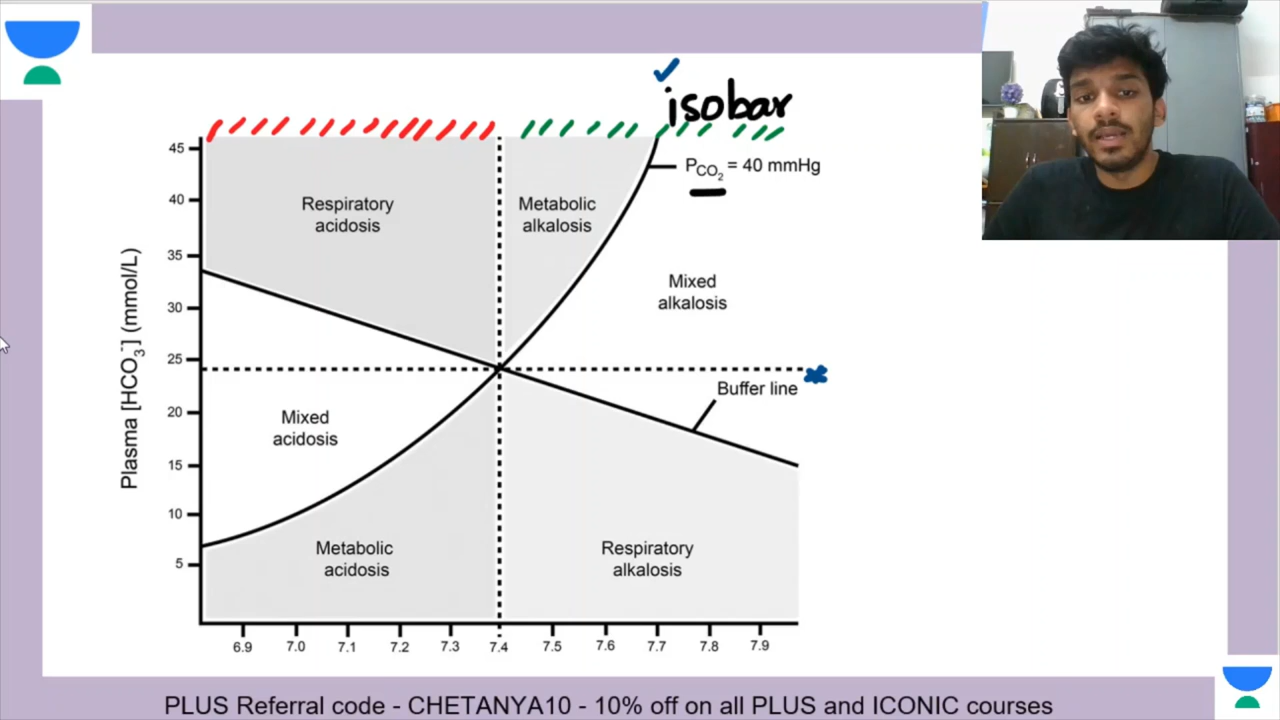 isobar
45
PCO2 = 40 mmHg
40
Respiratory
acidosis
Metabolic
alkalosis
35
Mixed
alkalosis
30
25
Buffer line
20
Mixed
acidosis
15
10
Metabolic
acidosis
Respiratory
alkalosis
5
Plasma [HCO3-] (mmol/L)
6.9 7.0 7.1 7.2 7.3 7.4 7.5 7.6 7.7 7.8 7.9
PLUS Referral code - CHETANYA10 - 10% off on all PLUS and ICONIC courses